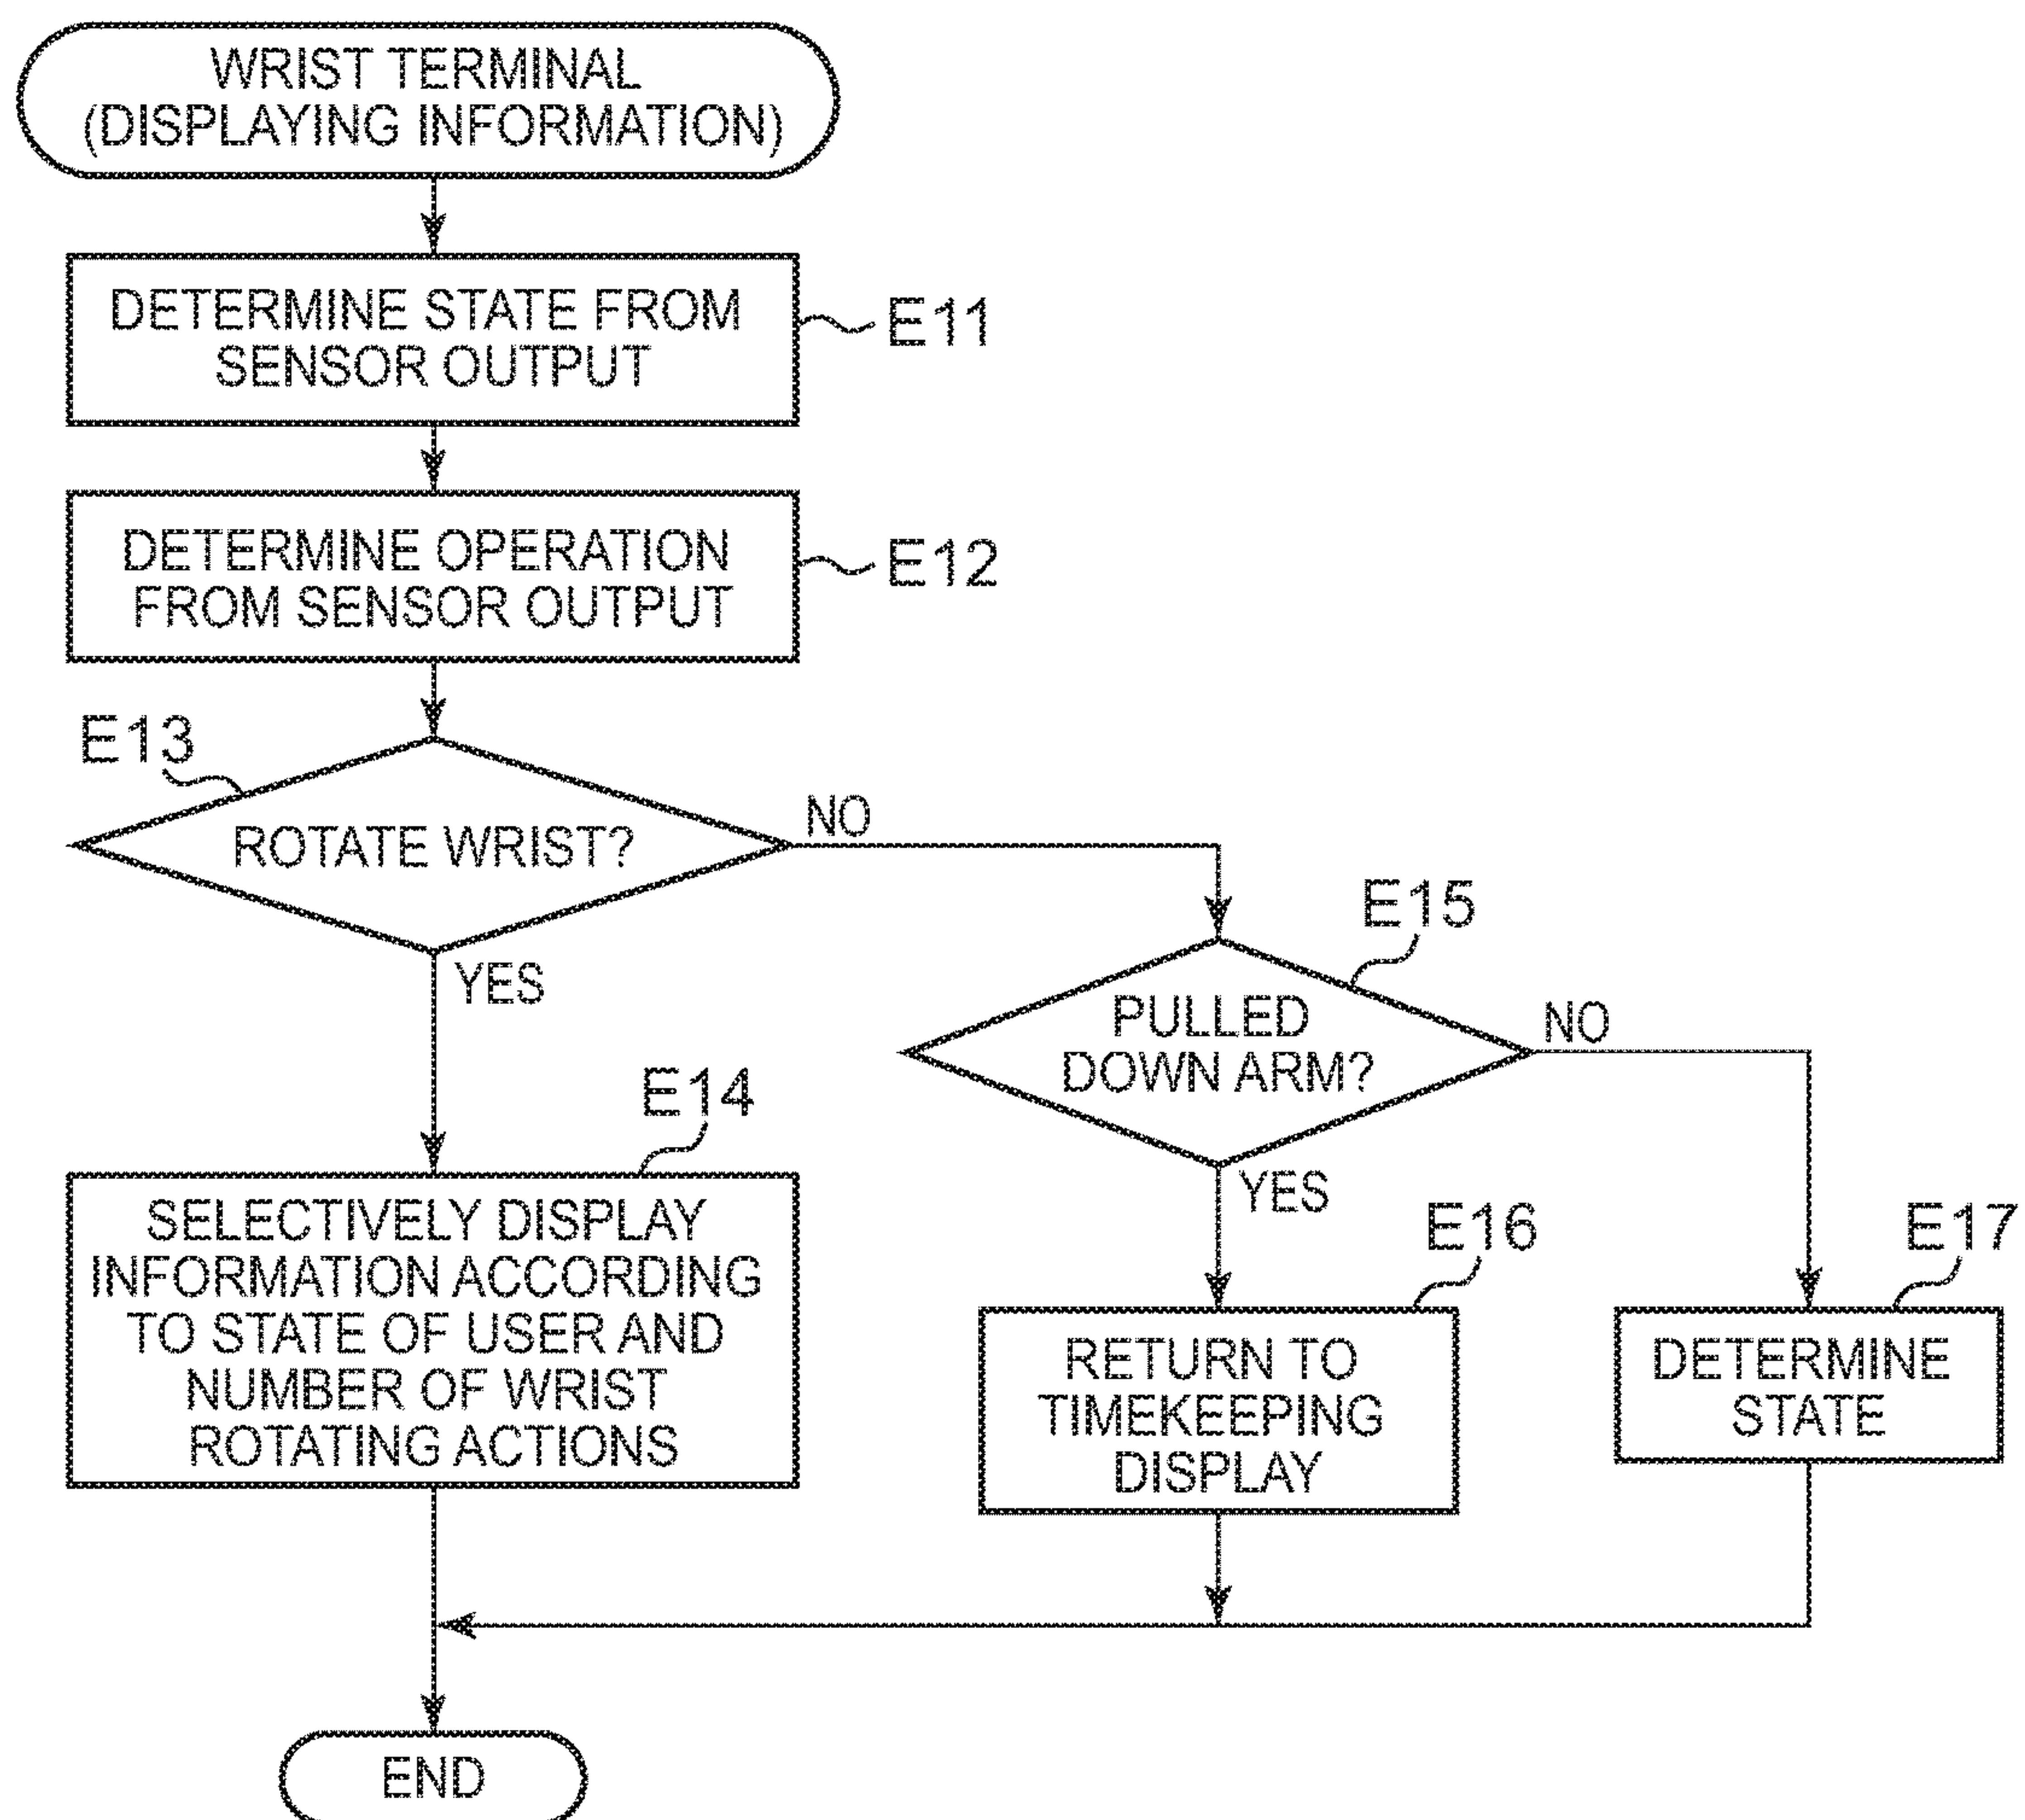 WRIST TERMINAL
(DISPLAYING INFORMATION)
DETERMINE STATE FROM
SENSOR OUTPUT
E11
DETERMINE OPERATION
FROM SENSOR OUTPUT
E12
E13
ROTATE WRIST?
NO
YES
E15
PULLED
DOWN ARM?
NO
YES
E14
SELECTIVELY DISPLAY
INFORMATION ACCORDING
TO STATE OF USER AND
NUMBER OF WRIST
ROTATING ACTIONS
E16
RETURN TO
TIMEKEEPING
DISPLAY
E17
DETERMINE
STATE
END